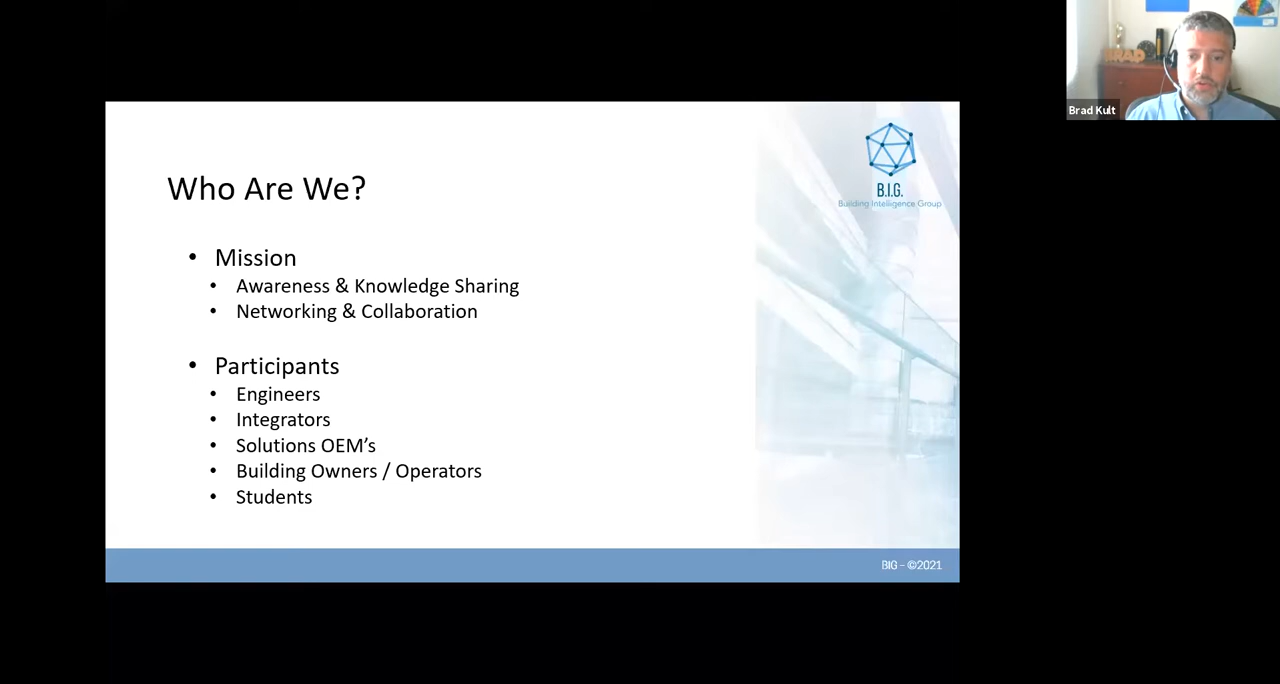 BRAD
Brad Kult
B.I.G.
Building Intelligence Group
Who Are We?
• Mission
• Awareness & Knowledge Sharing
• Networking & Collaboration
• Participants
• Engineers
• Integrators
• Solutions OEM’s
• Building Owners / Operators
• Students
BIG - ©2021